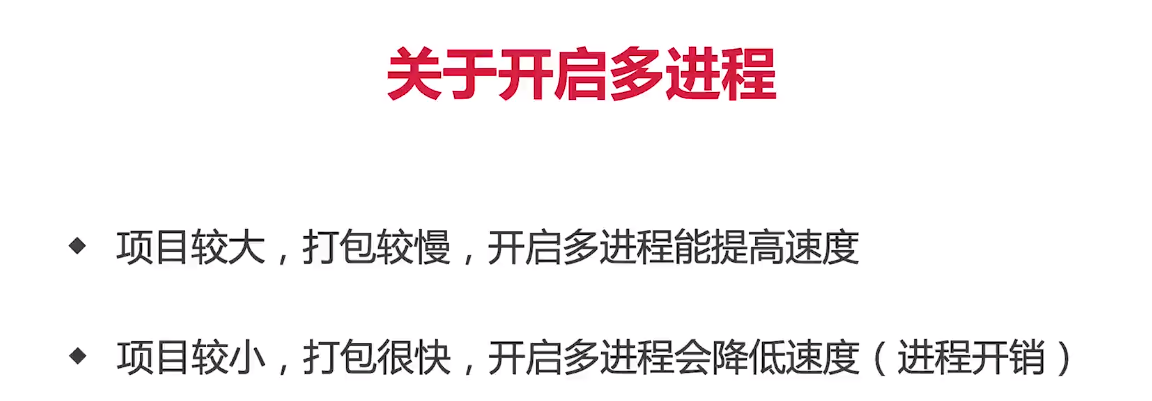 关于开启多进程
◆ 项目较大，打包较慢，开启多进程能提高速度
◆ 项目较小，打包很快，开启多进程会降低速度（进程开销）